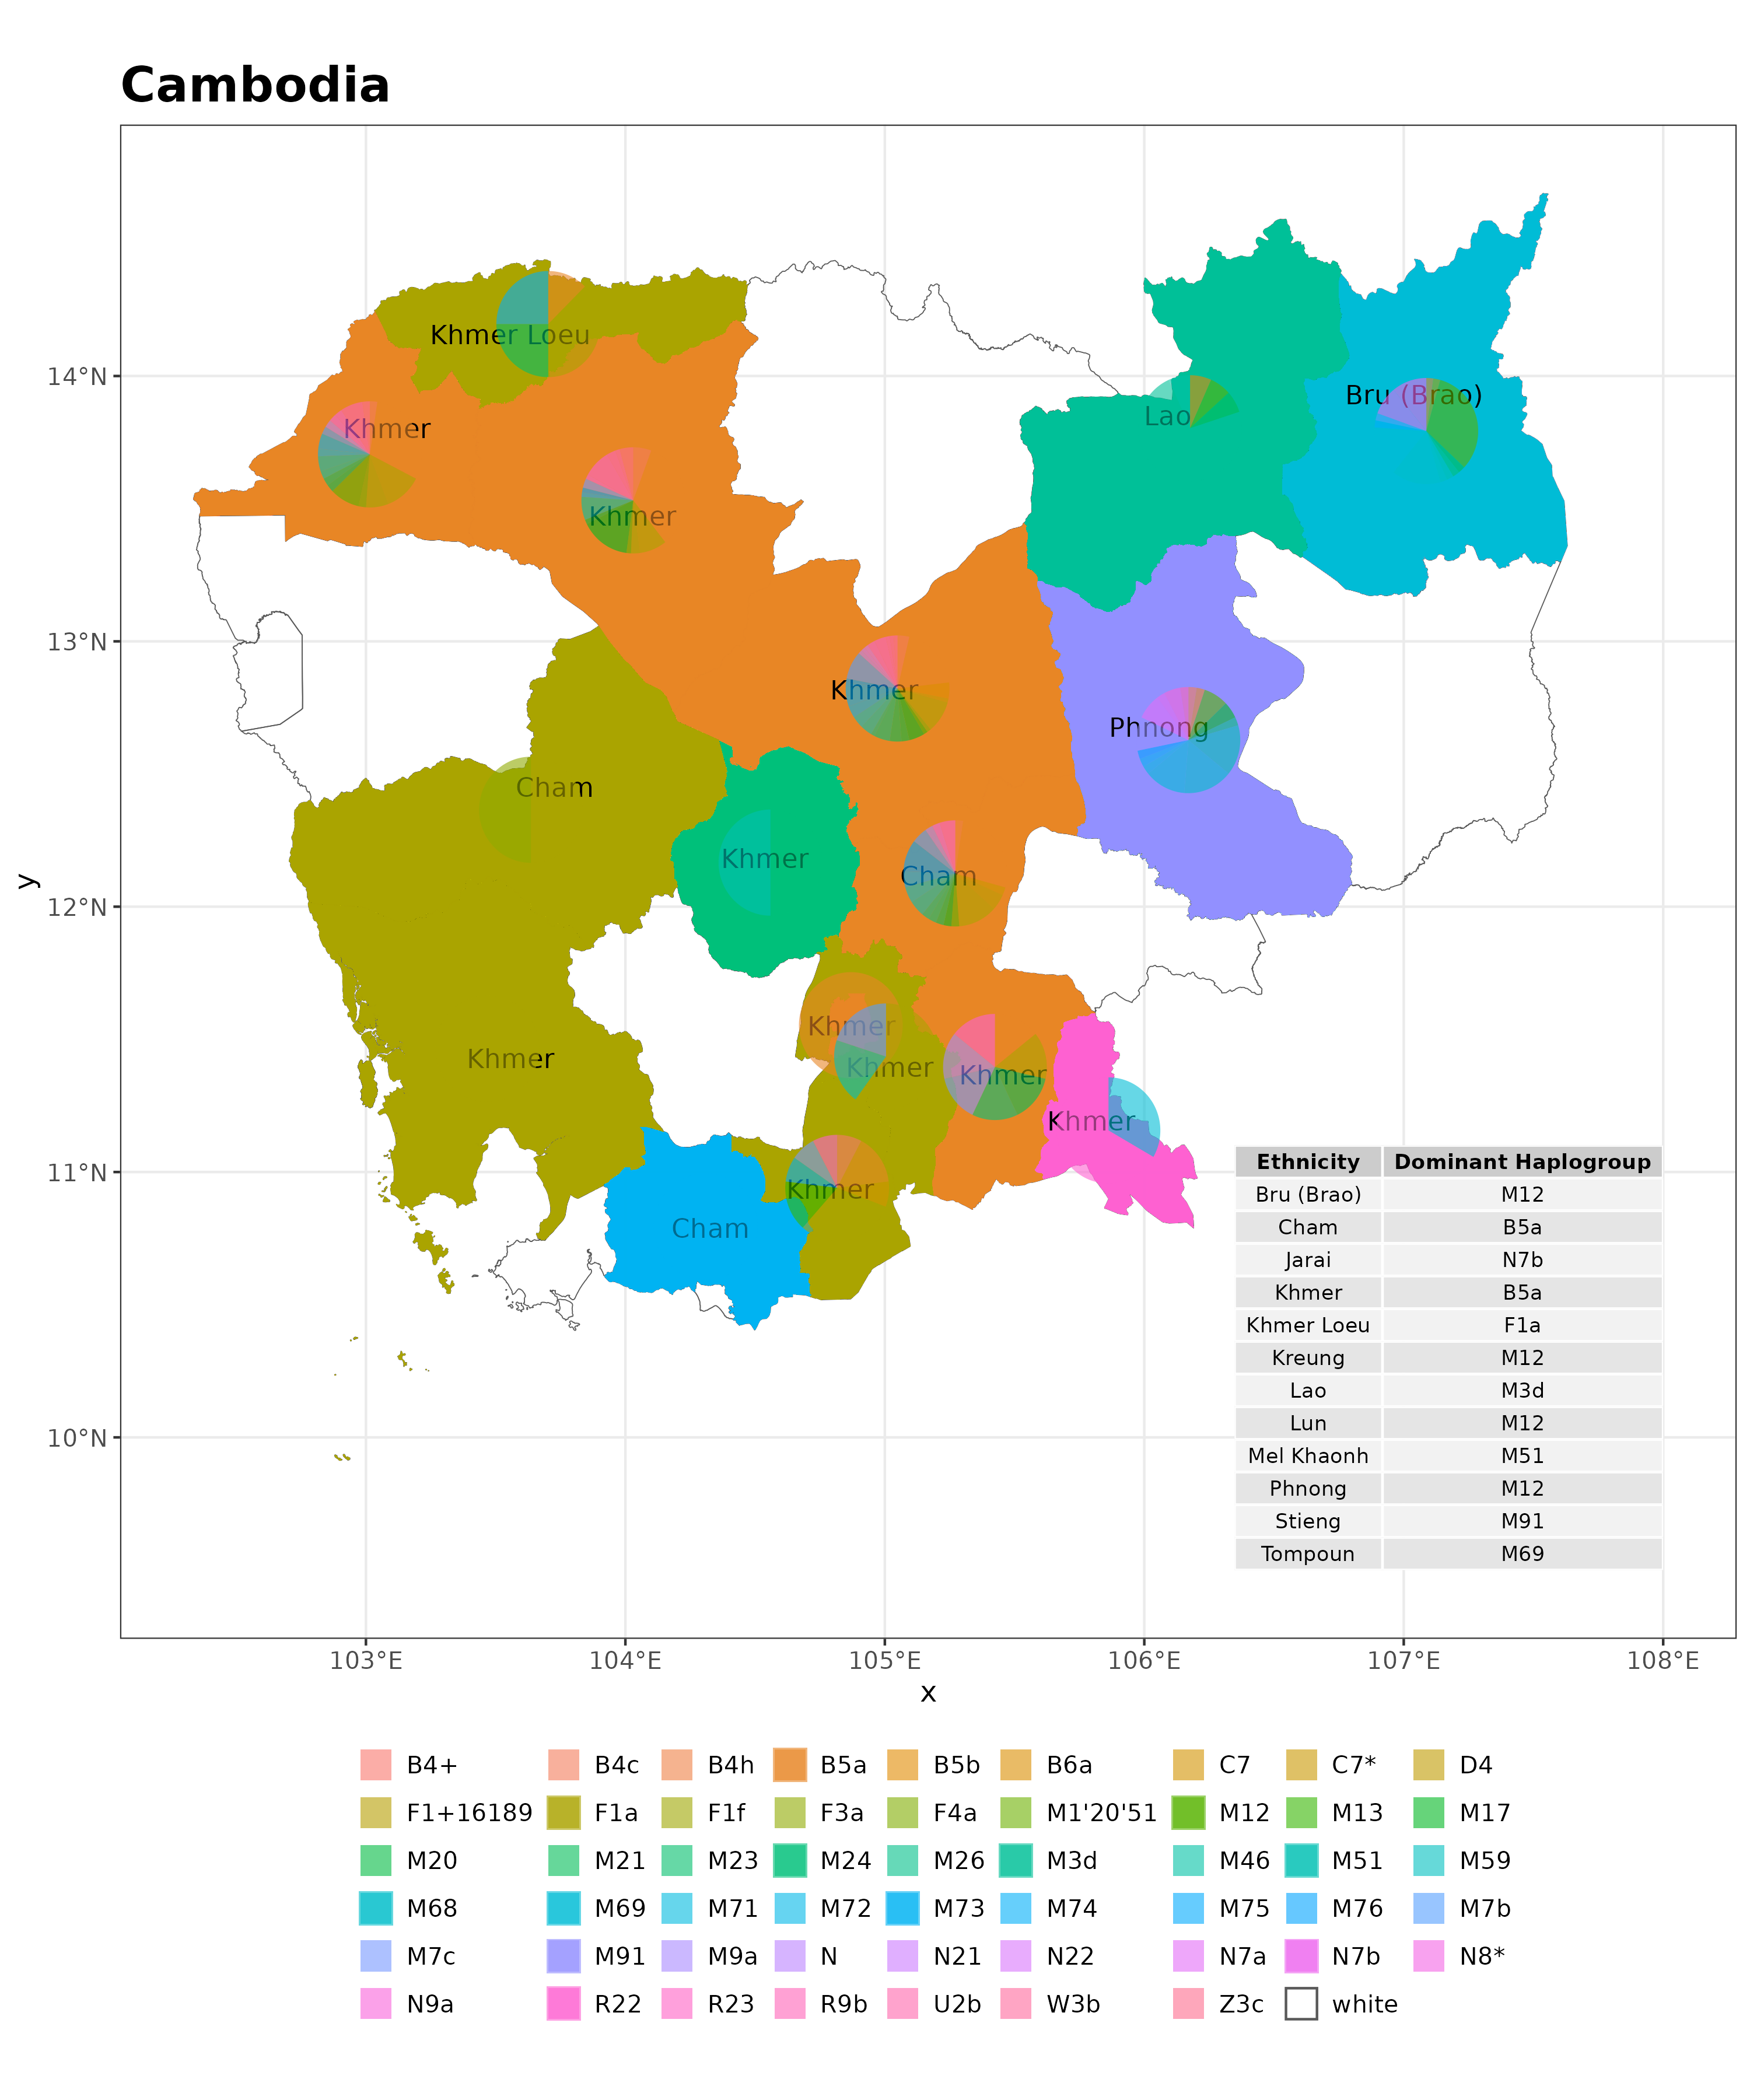 Cambodia
Khmer Loeu
Bru (Brao)
Lao
Khmer
Khmer
Khmer
Phnong
Cham
Khmer
Cham
Khmer
Khmer
Khmer
Khmer
Khmer
Khmer
Cham
14°N
13°N
12°N
11°N
10°N
y
103°E 104°E 105°E 106°E 107°E 108°E
x
Ethnicity Dominant Haplogroup
Bru (Brao) M12
Cham B5a
Jarai N7b
Khmer B5a
Khmer Loeu F1a
Kreung M12
Lao M3d
Lun M12
Mel Khaonh M51
Phnong M12
Stieng M91
Tompoun M69
B4+ B4c B4h B5a B5b B6a C7 C7* D4
F1+16189 F1a F1f F3a F4a M1'20'51 M12 M13 M17
M20 M21 M23 M24 M26 M3d M46 M51 M59
M68 M69 M71 M72 M73 M74 M75 M76 M7b
M7c M91 M9a N N21 N22 N7a N7b N8*
N9a R22 R23 R9b U2b W3b Z3c white